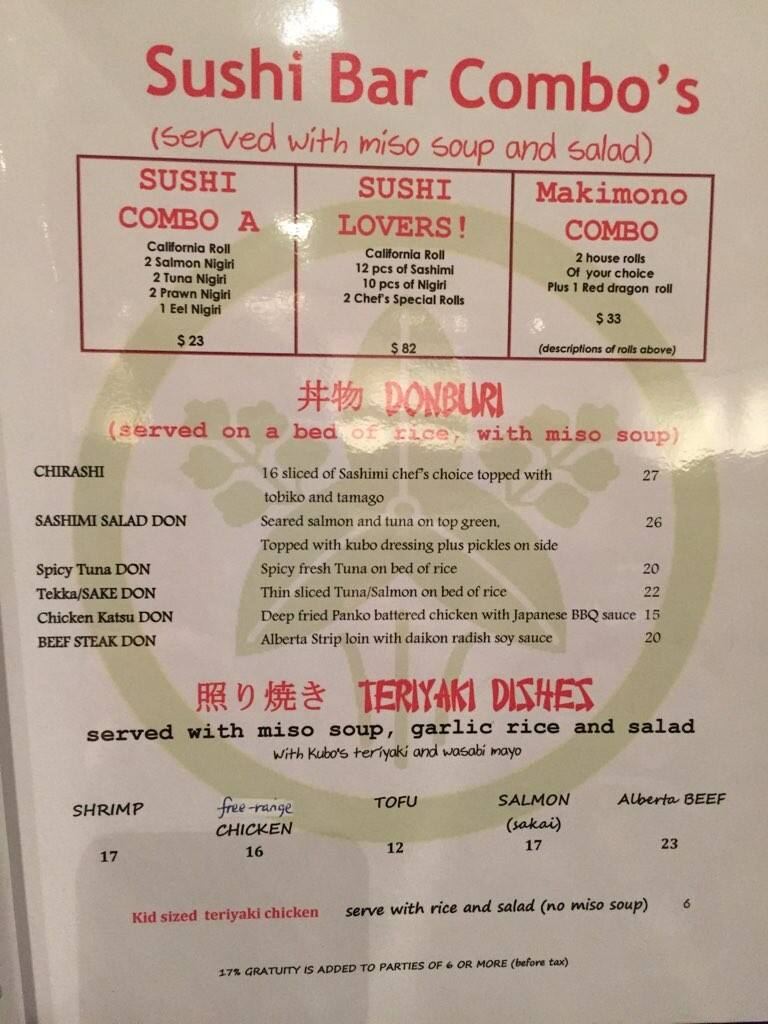 Sushi Bar Combo's
(served with miso soup and salad)
SUSHI
COMBO A
California Roll
2 Salmon Nigiri
2 Tuna Nigiri
2 Prawn Nigiri
1 Eel Nigiri
$ 23
SUSHI
LOVERS!
California Roll
12 pcs of Sashimi
10 pcs of Nigiri
2 Chef's Special Rolls
$ 82
Makimono
COMBO
2 house rolls
Of your choice
Plus 1 Red dragon roll
$ 33
(descriptions of rolls above)
丼物 DONBURI
(served on a bed of rice, with miso soup)
CHIRASHI 16 sliced of Sashimi chef's choice topped with 27
tobiko and tamago
SASHIMI SALAD DON Seared salmon and tuna on top green, 26
Topped with kubo dressing plus pickles on side
Spicy Tuna DON Spicy fresh Tuna on bed of rice 20
Tekka/SAKE DON Thin sliced Tuna/Salmon on bed of rice 22
Chicken Katsu DON Deep fried Panko battered chicken with Japanese BBQ sauce 15
BEEF STEAK DON Alberta Strip loin with daikon radish soy sauce 20
照り焼き TERIYAKI DISHES
served with miso soup, garlic rice and salad
with Kubo's teriyaki and wasabi mayo
SHRIMP
17
free-range
CHICKEN
16
TOFU
12
SALMON
(sakai)
17
Alberta BEEF
23
Kid sized teriyaki chicken serve with rice and salad (no miso soup) 6
17% GRATUITY IS ADDED TO PARTIES OF 6 OR MORE (before tax)